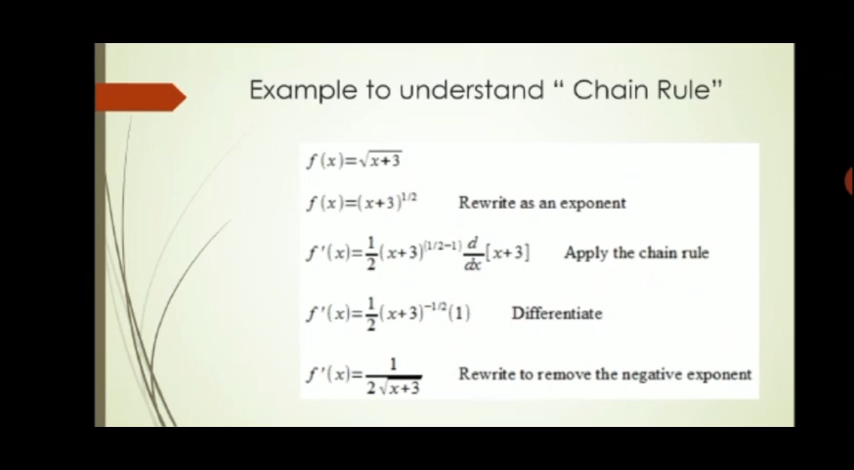 Example to understand “ Chain Rule”
f (x)=√x+3
f (x)=(x+3)^1/2 Rewrite as an exponent
f '(x)=1/2(x+3)^(1/2−1) d/dx[x+3] Apply the chain rule
f '(x)=1/2(x+3)^−1/2(1) Differentiate
f '(x)=1/2√x+3 Rewrite to remove the negative exponent